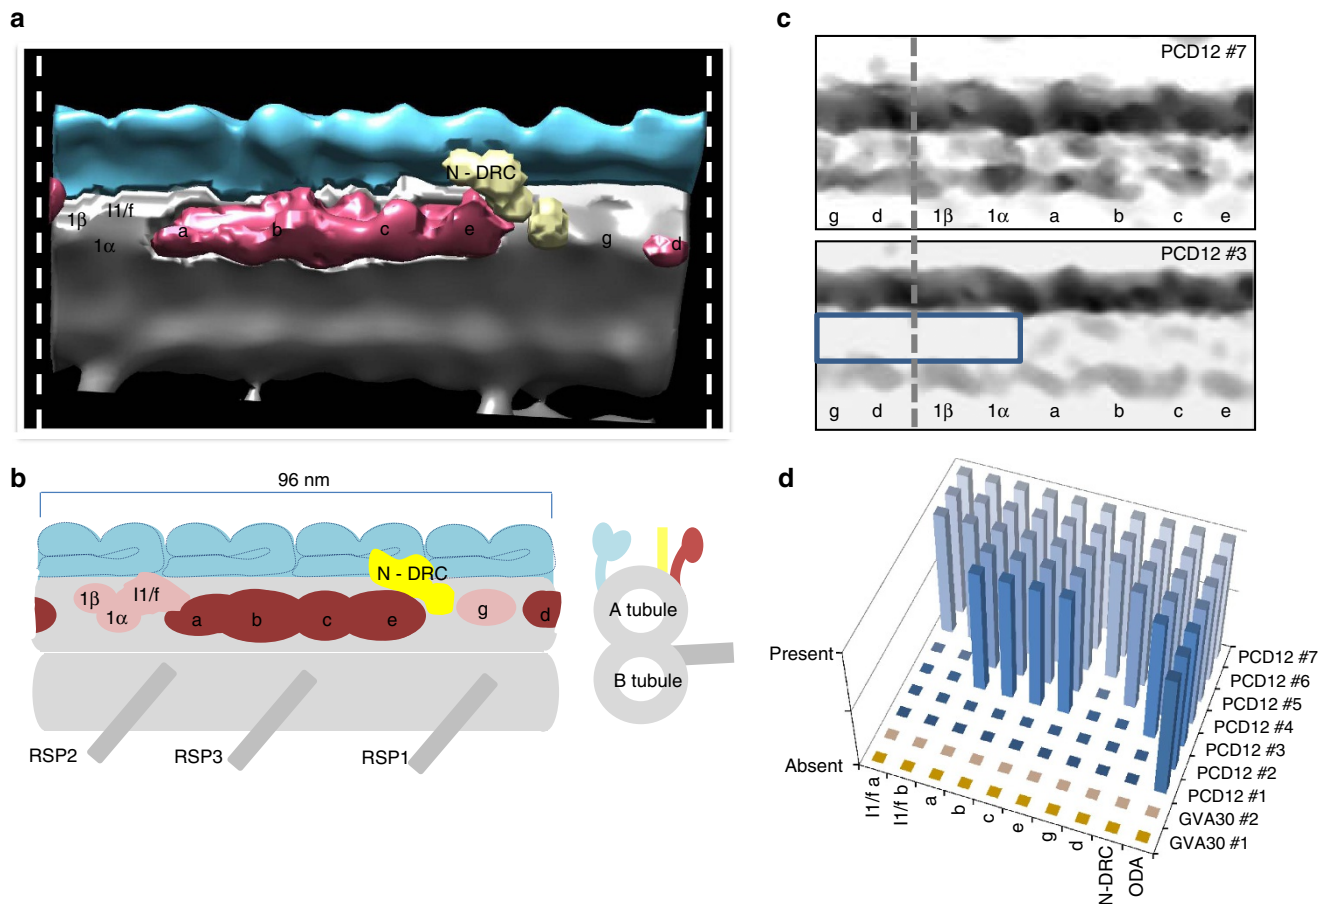 a
N - DRC
1β I1/f
1α a b c e g d
b
96 nm
N - DRC
1β I1/f
1α a b c e g d
A tubule
B tubule
RSP2 RSP3 RSP1
c
PCD12 #7
g d 1β 1α a b c e
PCD12 #3
g d 1β 1α a b c e
d
Present
Absent
I1/f a
I1/f b
a
b
c
e
g
d
N-DRC
ODA
PCD12 #7
PCD12 #6
PCD12 #5
PCD12 #4
PCD12 #3
PCD12 #2
PCD12 #1
GVA30 #2
GVA30 #1